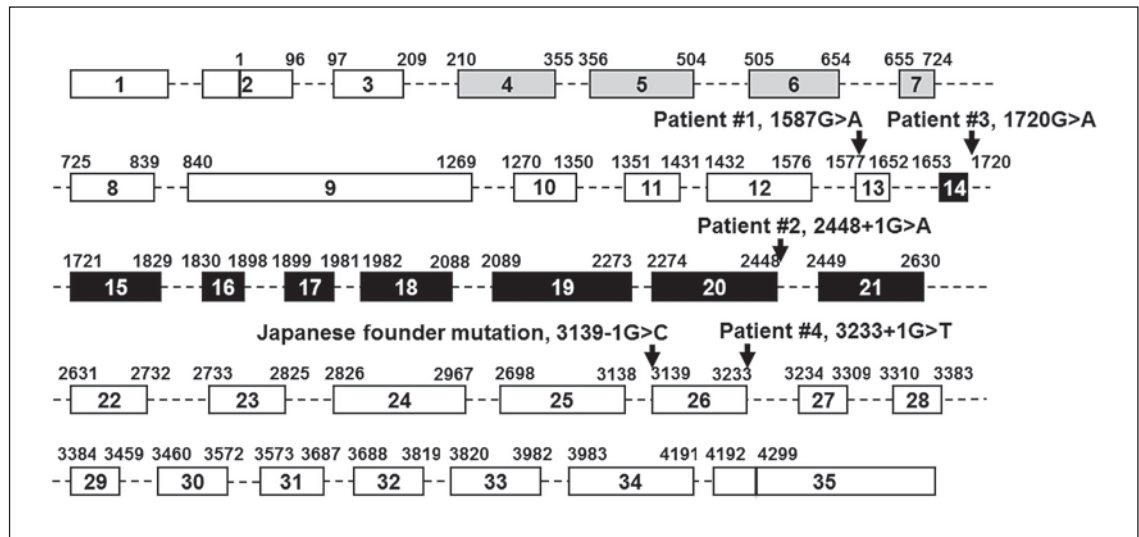 1 96 97 209 210 355 356 504 505 654 655 724
1 2 3 4 5 6 7
Patient #1, 1587G>A Patient #3, 1720G>A
725 839 840 1269 1270 1350 1351 1431 1432 1576 1577 1652 1653 1720
8 9 10 11 12 13 14
Patient #2, 2448+1G>A
1721 1829 1830 1898 1899 1981 1982 2088 2089 2273 2274 2448 2449 2630
15 16 17 18 19 20 21
Japanese founder mutation, 3139-1G>C Patient #4, 3233+1G>T
2631 2732 2733 2825 2826 2967 2698 3138 3139 3233 3234 3309 3310 3383
22 23 24 25 26 27 28
3384 3459 3460 3572 3573 3687 3688 3819 3820 3982 3983 4191 4192 4299
29 30 31 32 33 34 35